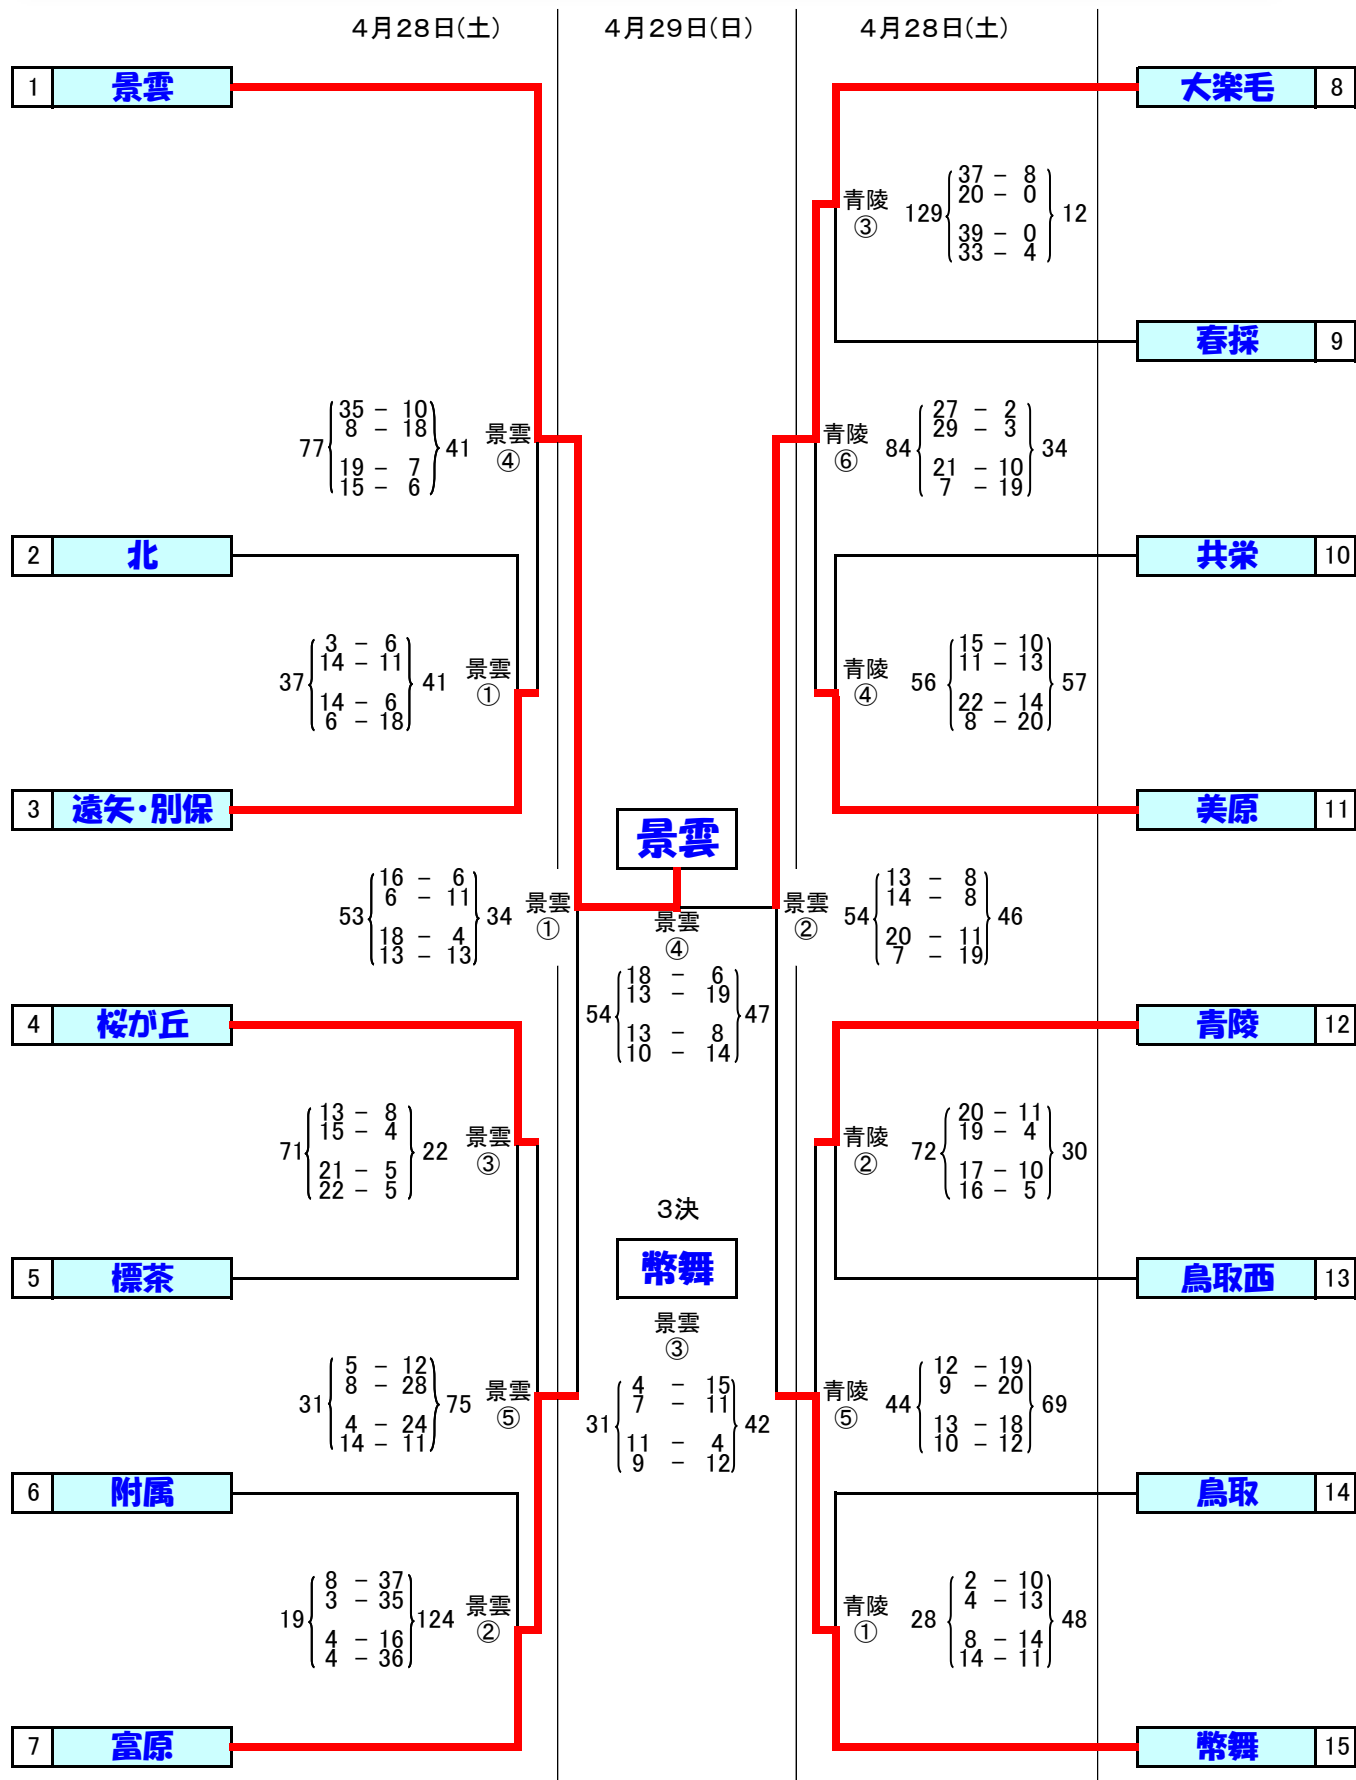 4月28日(土)
4月29日(日)
4月28日(土)
1 景雲
大楽毛 8
青陵
③
129
37 - 8
20 - 0
39 - 0
33 - 4
12
春採 9
77
35 - 10
8 - 18
19 - 7
15 - 6
41
景雲
④
青陵
⑥
84
27 - 2
29 - 3
21 - 10
7 - 19
34
2 北
共栄 10
37
3 - 6
14 - 11
14 - 6
6 - 18
41
景雲
①
青陵
④
56
15 - 10
11 - 13
22 - 14
8 - 20
57
3 遠矢・別保
美原 11
景雲
53
16 - 6
6 - 11
18 - 4
13 - 13
34
景雲
①
景雲
④
54
18 - 6
13 - 19
13 - 8
10 - 14
47
景雲
②
54
13 - 8
14 - 8
20 - 11
7 - 19
46
4 桜が丘
青陵 12
71
13 - 8
15 - 4
21 - 5
22 - 5
22
景雲
③
青陵
②
72
20 - 11
19 - 4
17 - 10
16 - 5
30
5 標茶
3決
幣舞
鳥取西 13
31
5 - 12
8 - 28
4 - 24
14 - 11
75
景雲
⑤
景雲
③
31
4 - 15
7 - 11
11 - 4
9 - 12
42
青陵
⑤
44
12 - 19
9 - 20
13 - 18
10 - 12
69
6 附属
鳥取 14
19
8 - 37
3 - 35
4 - 16
4 - 36
124
景雲
②
青陵
①
28
2 - 10
4 - 13
8 - 14
14 - 11
48
7 富原
幣舞 15